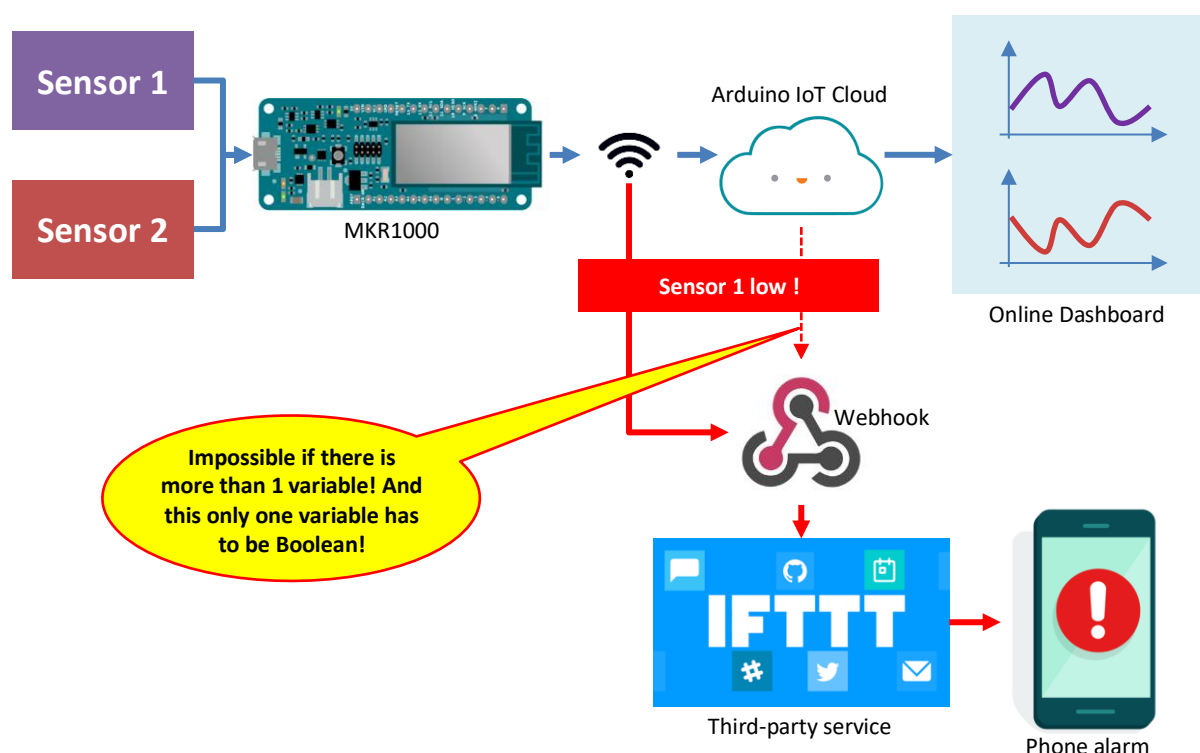 Sensor 1
Arduino IoT Cloud
Sensor 2
MKR1000
Sensor 1 low !
Online Dashboard
Webhook
Impossible if there is
more than 1 variable! And
this only one variable has
to be Boolean!
IFTTT
Third-party service
Phone alarm